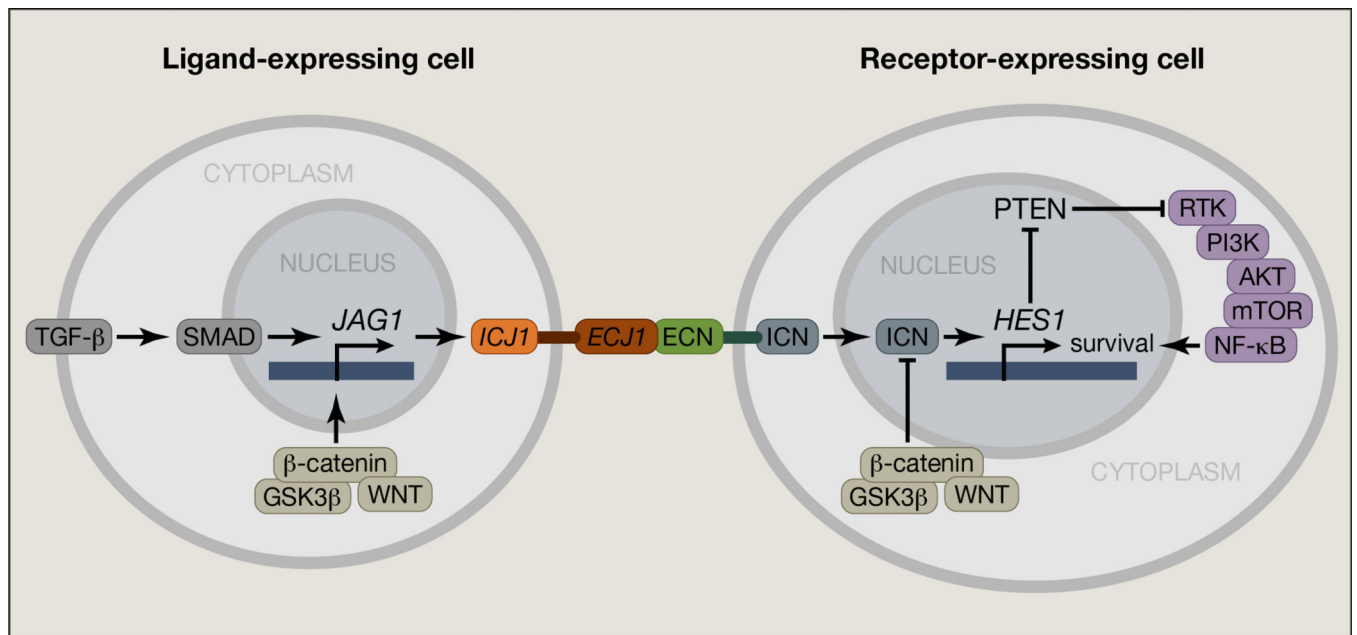 Ligand-expressing cell
Receptor-expressing cell
CYTOPLASM
NUCLEUS
TGF-β
SMAD
JAG1
ICJ1
ECJ1
ECN
ICN
β-catenin
GSK3β
WNT
PTEN
RTK
PI3K
AKT
mTOR
NF-κB
NUCLEUS
ICN
HES1
survival
β-catenin
GSK3β
WNT
CYTOPLASM